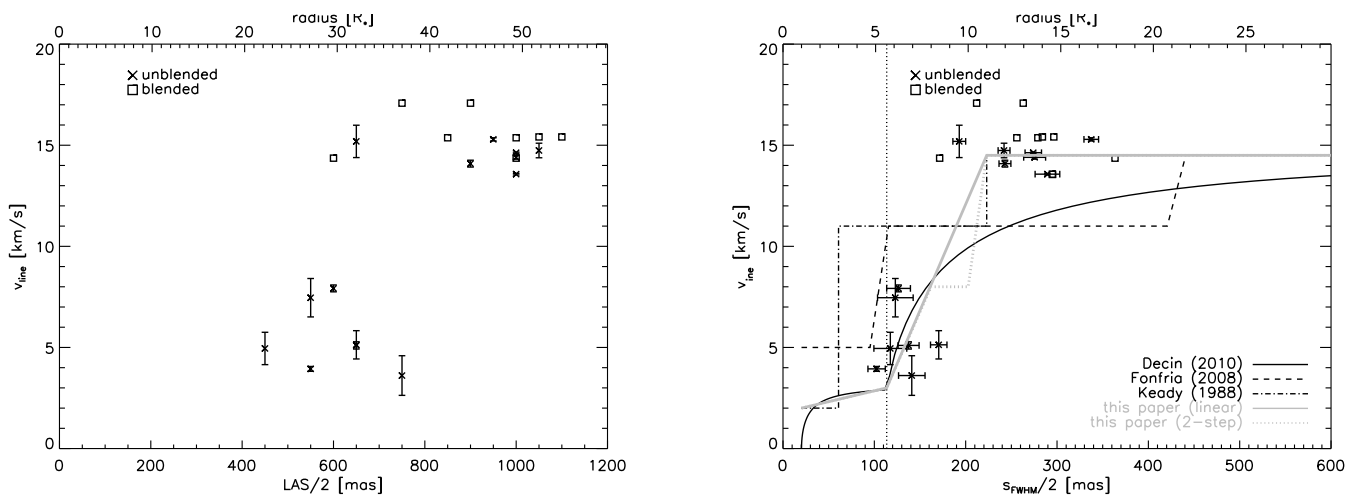 radius [R*]
0 10 20 30 40 50
20
15
10
5
0
v_line [km/s]
× unblended
□ blended
0 200 400 600 800 1000 1200
LAS/2 [mas]
radius [R*]
0 5 10 15 20 25
20
15
10
5
0
v_line [km/s]
× unblended
□ blended
Decin (2010)
Fonfria (2008)
Keady (1988)
this paper (linear)
this paper (2-step)
0 100 200 300 400 500 600
s_FWHM/2 [mas]